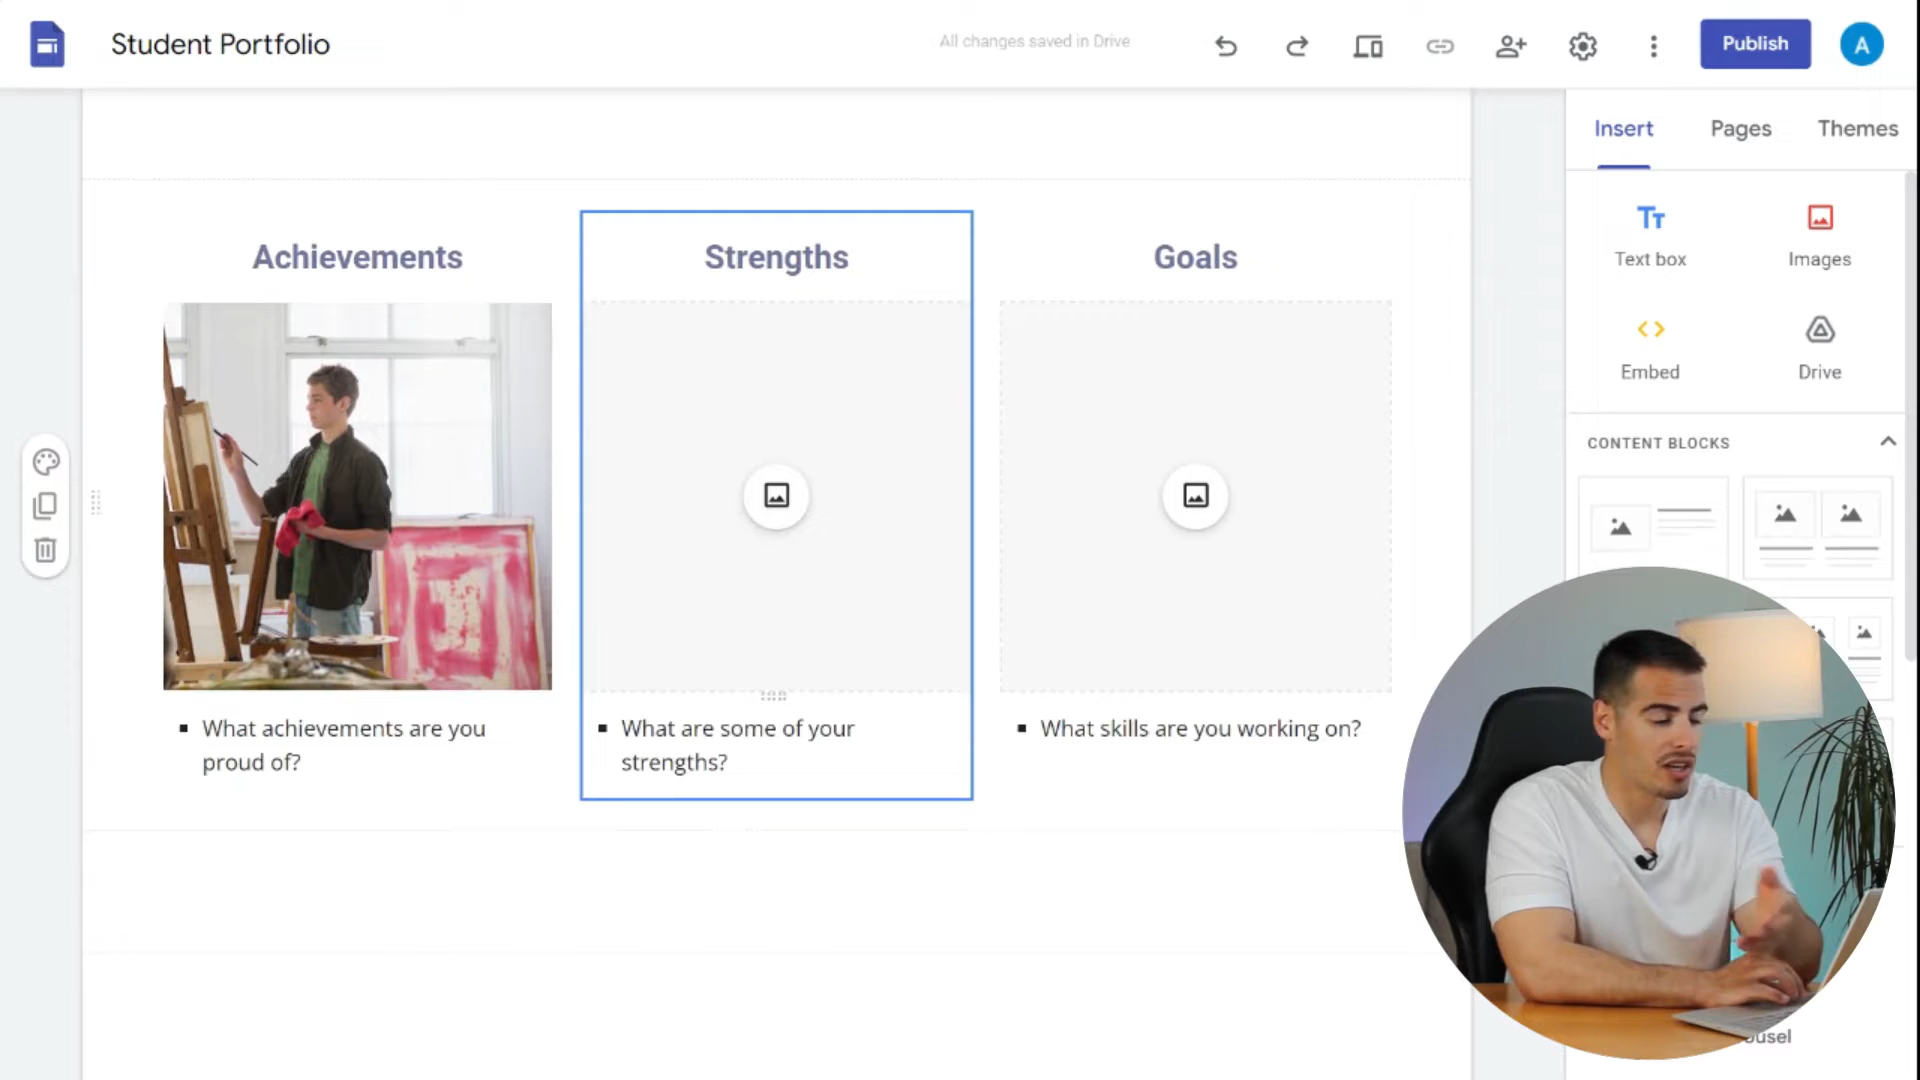 Student Portfolio
All changes saved in Drive
Publish
A
Insert
Pages
Themes
Achievements
Strengths
Goals
Text box
Images
Embed
Drive
CONTENT BLOCKS
What achievements are you
proud of?
What are some of your
strengths?
What skills are you working on?